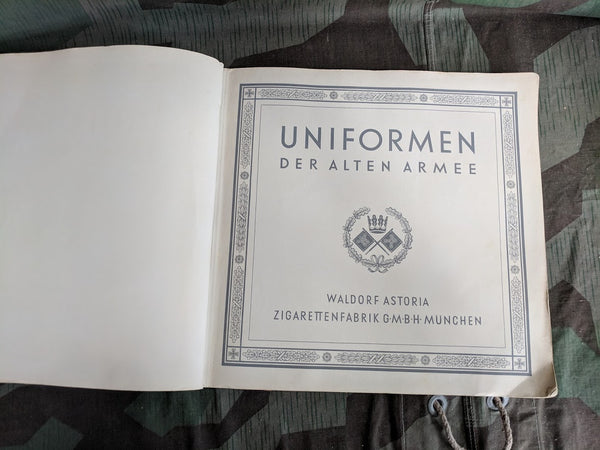 UNIFORMEN
DER ALTEN ARMEE
WALDORF ASTORIA
ZIGARETTENFABRIK G·M·B·H· MUNCHEN